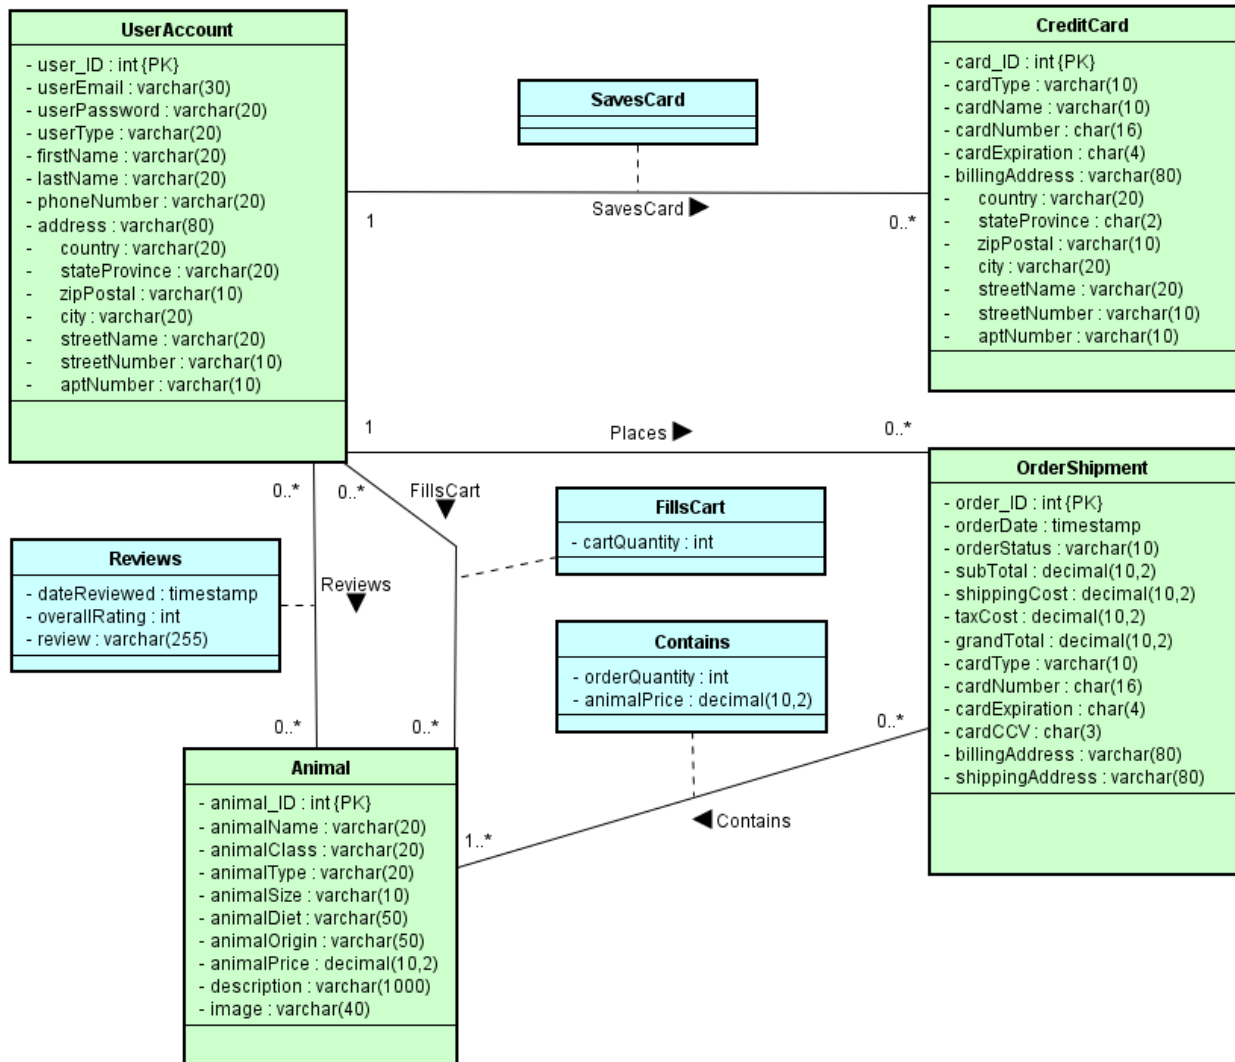 UserAccount
- user_ID : int {PK}
- userEmail : varchar(30)
- userPassword : varchar(20)
- userType : varchar(20)
- firstName : varchar(20)
- lastName : varchar(20)
- phoneNumber : varchar(20)
- address : varchar(80)
- country : varchar(20)
- stateProvince : varchar(20)
- zipPostal : varchar(10)
- city : varchar(20)
- streetName : varchar(20)
- streetNumber : varchar(10)
- aptNumber : varchar(10)
SavesCard
1
SavesCard
0..*
CreditCard
- card_ID : int {PK}
- cardType : varchar(10)
- cardName : varchar(10)
- cardNumber : char(16)
- cardExpiration : char(4)
- billingAddress : varchar(80)
- country : varchar(20)
- stateProvince : char(2)
- zipPostal : varchar(10)
- city : varchar(20)
- streetName : varchar(20)
- streetNumber : varchar(10)
- aptNumber : varchar(10)
1
Places
0..*
OrderShipment
- order_ID : int {PK}
- orderDate : timestamp
- orderStatus : varchar(10)
- subTotal : decimal(10,2)
- shippingCost : decimal(10,2)
- taxCost : decimal(10,2)
- grandTotal : decimal(10,2)
- cardType : varchar(10)
- cardNumber : char(16)
- cardExpiration : char(4)
- cardCCV : char(3)
- billingAddress : varchar(80)
- shippingAddress : varchar(80)
0..*
0..*
FillsCart
FillsCart
- cartQuantity : int
Reviews
- dateReviewed : timestamp
- overallRating : int
- review : varchar(255)
Reviews
Contains
- orderQuantity : int
- animalPrice : decimal(10,2)
0..*
0..*
0..*
1..*
Contains
Animal
- animal_ID : int {PK}
- animalName : varchar(20)
- animalClass : varchar(20)
- animalType : varchar(20)
- animalSize : varchar(10)
- animalDiet : varchar(50)
- animalOrigin : varchar(50)
- animalPrice : decimal(10,2)
- description : varchar(1000)
- image : varchar(40)